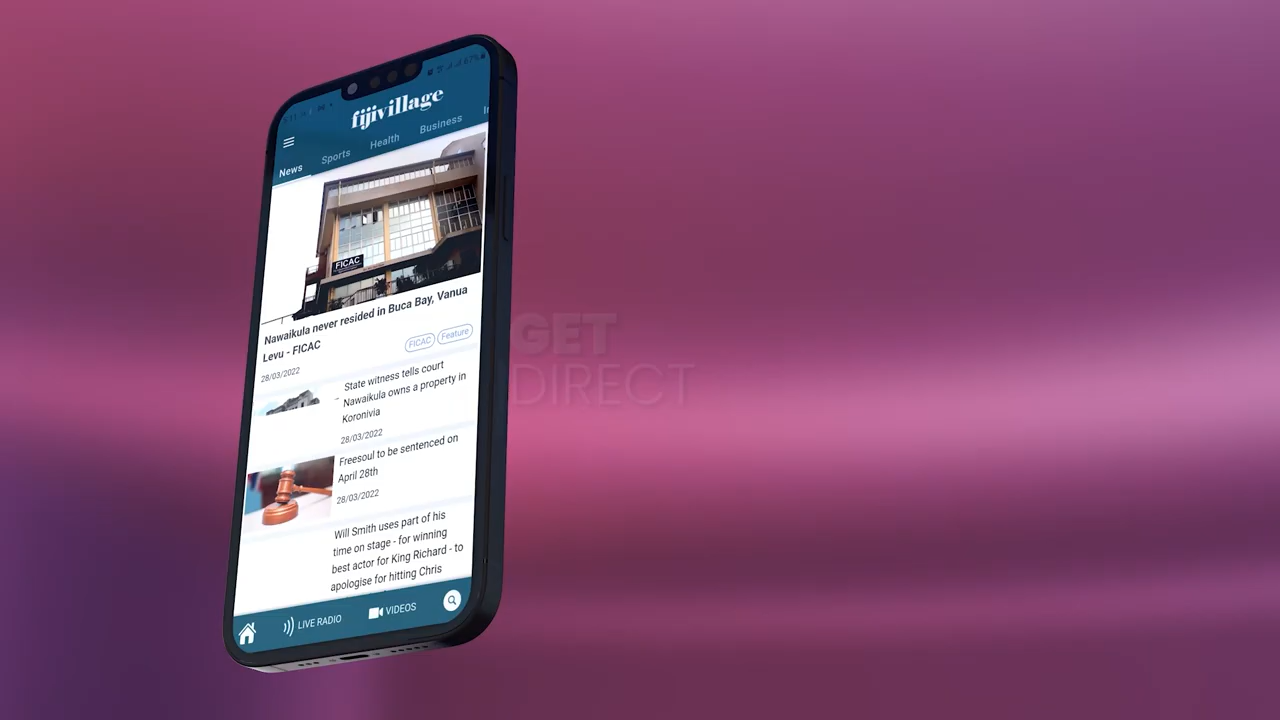 67%
fijivillage
News
Sports
Health
Business
FICAC
Nawaikula never resided in Buca Bay, Vanua
Levu - FICAC
FICAC
Feature
28/03/2022
State witness tells court
Nawaikula owns a property in
Koronivia
28/03/2022
Freesoul to be sentenced on
April 28th
28/03/2022
Will Smith uses part of his
time on stage - for winning
best actor for King Richard - to
apologise for hitting Chris
LIVE RADIO
VIDEOS
GET
DIRECT